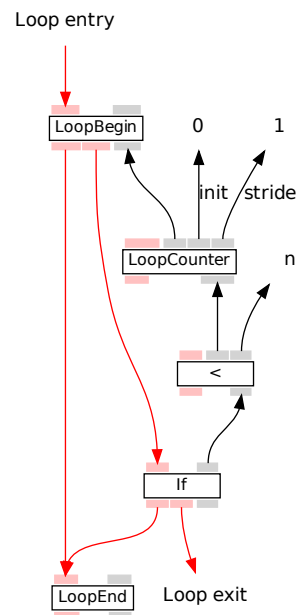 Loop entry
LoopBegin
0
1
init
stride
LoopCounter
n
<
If
LoopEnd
Loop exit